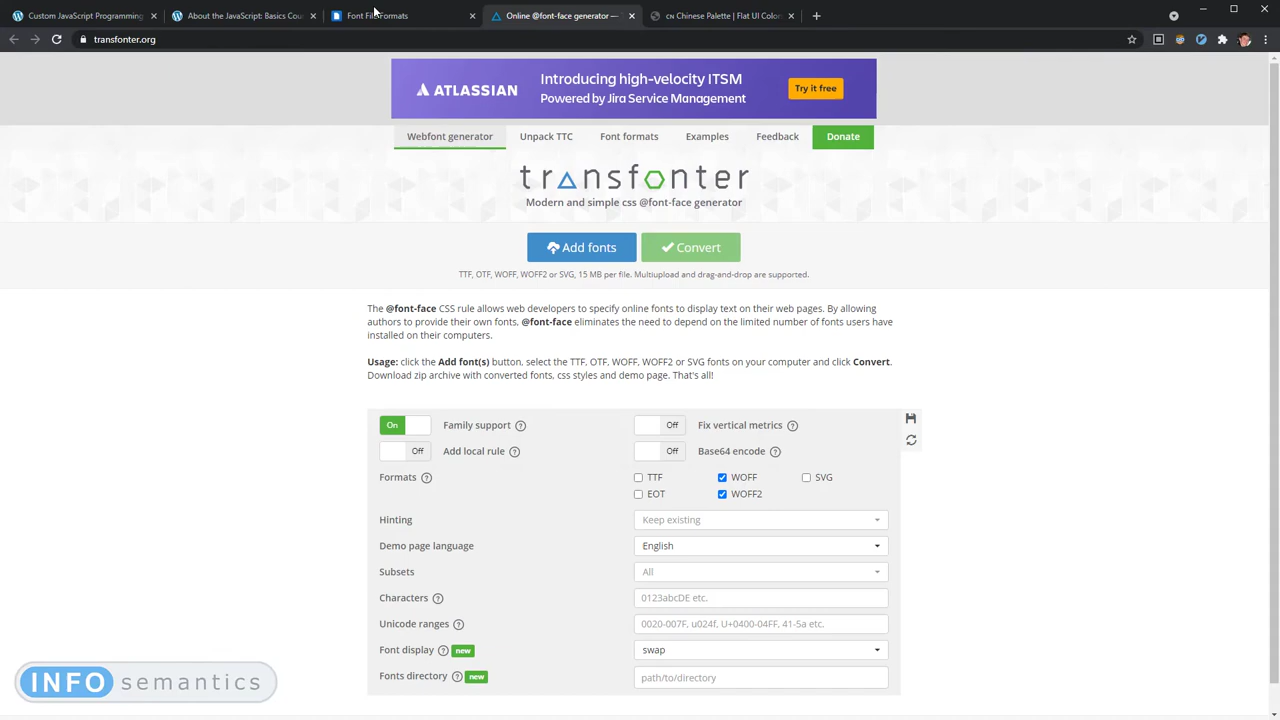 Custom JavaScript Programming
About the JavaScript: Basics Cou
Font File Formats
Online @font-face generator —
CN Chinese Palette | Flat UI Color
transfonter.org
ATLASSIAN
Introducing high-velocity ITSM
Powered by Jira Service Management
Try it free
Webfont generator
Unpack TTC
Font formats
Examples
Feedback
Donate
transfonter
Modern and simple css @font-face generator
Add fonts
Convert
TTF, OTF, WOFF, WOFF2 or SVG, 15 MB per file. Multiupload and drag-and-drop are supported.
The @font-face CSS rule allows web developers to specify online fonts to display text on their web pages. By allowing
authors to provide their own fonts, @font-face eliminates the need to depend on the limited number of fonts users have
installed on their computers.
Usage: click the Add font(s) button, select the TTF, OTF, WOFF, WOFF2 or SVG fonts on your computer and click Convert.
Download zip archive with converted fonts, css styles and demo page. That's all!
On Family support ?
Off Fix vertical metrics ?
Off Add local rule ?
Off Base64 encode ?
Formats ?
TTF WOFF SVG
EOT WOFF2
Hinting Keep existing
Demo page language English
Subsets All
Characters ? 0123abcDE etc.
Unicode ranges ? 0020-007F, u024f, U+0400-04FF, 41-5a etc.
Font display ? new swap
Fonts directory ? new path/to/directory
INFO semantics